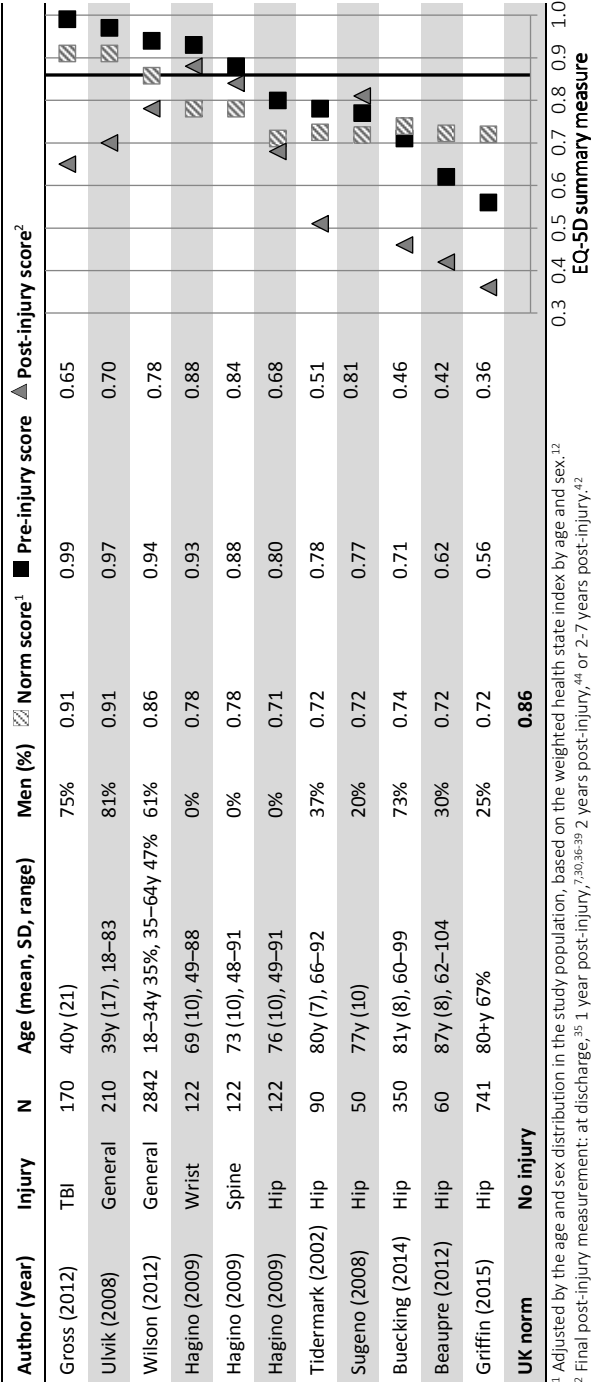 Author (year) Injury N Age (mean, SD, range) Men (%) Norm score¹ Pre-injury score Post-injury score²
Gross (2012) TBI 170 40y (21) 75% 0.91 0.99 0.65
Ulvik (2008) General 210 39y (17), 18–83 81% 0.91 0.97 0.70
Wilson (2012) General 2842 18–34y 35%, 35–64y 47% 61% 0.86 0.94 0.78
Hagino (2009) Wrist 122 69 (10), 49–88 0% 0.78 0.93 0.88
Hagino (2009) Spine 122 73 (10), 48–91 0% 0.78 0.88 0.84
Hagino (2009) Hip 122 76 (10), 49–91 0% 0.71 0.80 0.68
Tidermark (2002) Hip 90 80y (7), 66–92 37% 0.72 0.78 0.51
Sugeno (2008) Hip 50 77y (10) 20% 0.72 0.77 0.81
Buecking (2014) Hip 350 81y (8), 60–99 73% 0.74 0.71 0.46
Beaupre (2012) Hip 60 87y (8), 62–104 30% 0.72 0.62 0.42
Griffin (2015) Hip 741 80+y 67% 25% 0.72 0.56 0.36
UK norm No injury 0.86
0.3 0.4 0.5 0.6 0.7 0.8 0.9 1.0
EQ-5D summary measure
¹ Adjusted by the age and sex distribution in the study population, based on the weighted health state index by age and sex.¹²
² Final post-injury measurement: at discharge,³⁵ 1 year post-injury,⁷,³⁰,³⁶⁻³⁹ 2 years post-injury,⁴⁴ or 2-7 years post-injury.⁴²